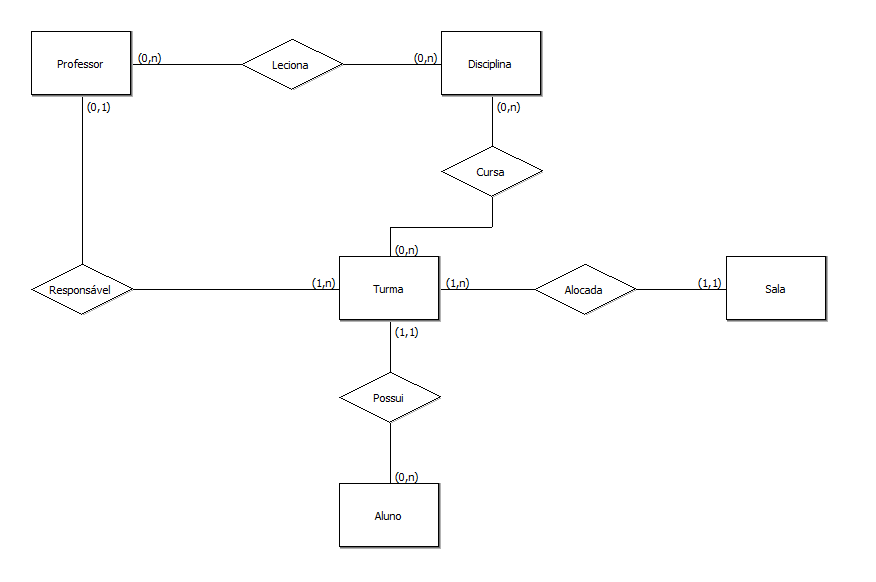 Professor
(0,n)
Leciona
(0,n)
Disciplina
(0,1)
(0,n)
Cursa
(0,n)
Responsável
(1,n)
Turma
(1,n)
Alocada
(1,1)
Sala
(1,1)
Possui
(0,n)
Aluno